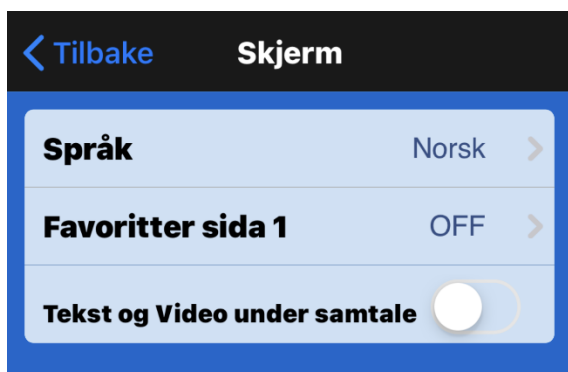 Tilbake Skjerm
Språk Norsk
Favoritter sida 1 OFF
Tekst og Video under samtale